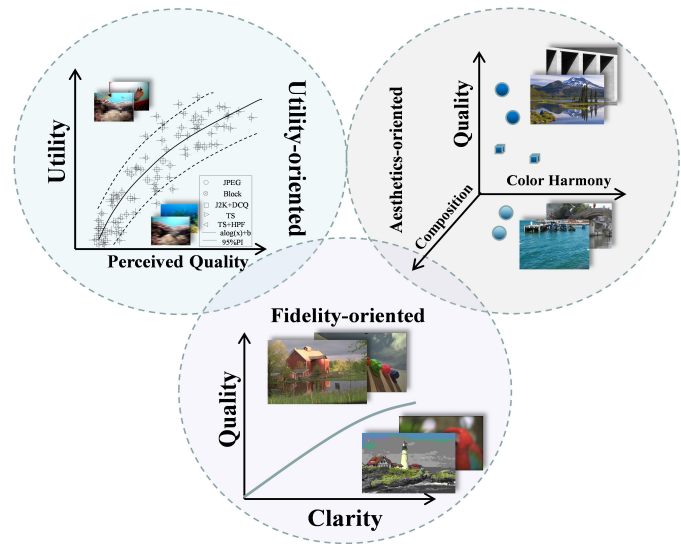 Utility
Perceived Quality
Utility-oriented
JPEG
Block
J2K+DCQ
TS
TS+HPF
alog(x)+b
95%PI
Aesthetics-oriented
Quality
Color Harmony
Composition
Fidelity-oriented
Quality
Clarity